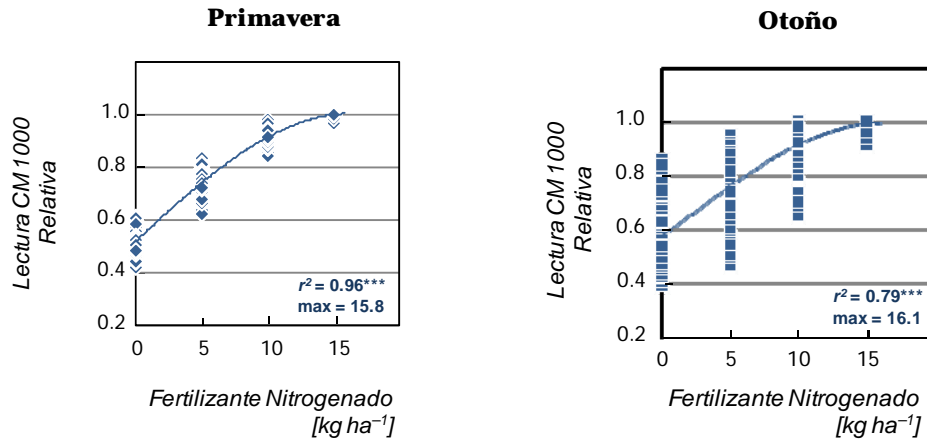 Primavera
Lectura CM 1000
Relativa
1.0
0.8
0.6
0.4
0.2
r² = 0.96***
max = 15.8
0 5 10 15
Fertilizante Nitrogenado
[kg ha⁻¹]
Otoño
Lectura CM 1000
Relativa
1.0
0.8
0.6
0.4
0.2
r² = 0.79***
max = 16.1
0 5 10 15
Fertilizante Nitrogenado
[kg ha⁻¹]